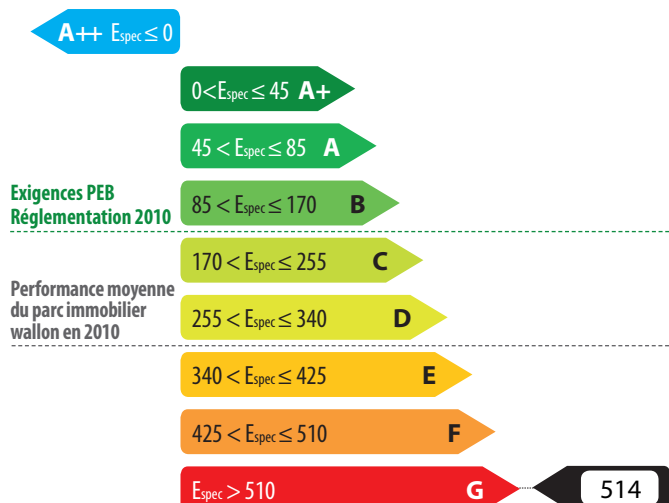 A++ Espec ≤ 0
0<Espec ≤ 45 A+
45 < Espec ≤ 85 A
Exigences PEB
Réglementation 2010
85 < Espec ≤ 170 B
170 < Espec ≤ 255 C
Performance moyenne
du parc immobilier
wallon en 2010
255 < Espec ≤ 340 D
340 < Espec ≤ 425 E
425 < Espec ≤ 510 F
Espec > 510 G 514